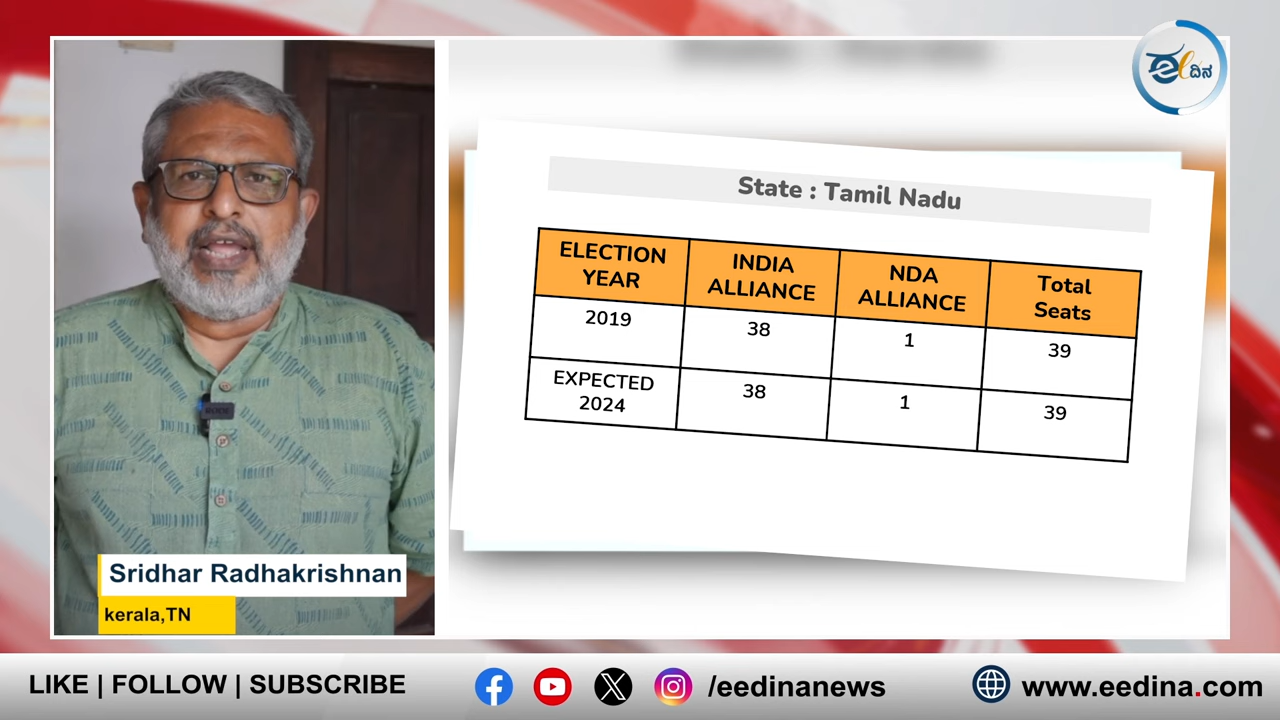 ಈದಿನ
State : Tamil Nadu
ELECTION YEAR
INDIA ALLIANCE
NDA ALLIANCE
Total Seats
2019
38
1
39
EXPECTED 2024
38
1
39
Sridhar Radhakrishnan
kerala,TN
LIKE | FOLLOW | SUBSCRIBE
/eedinanews
www.eedina.com